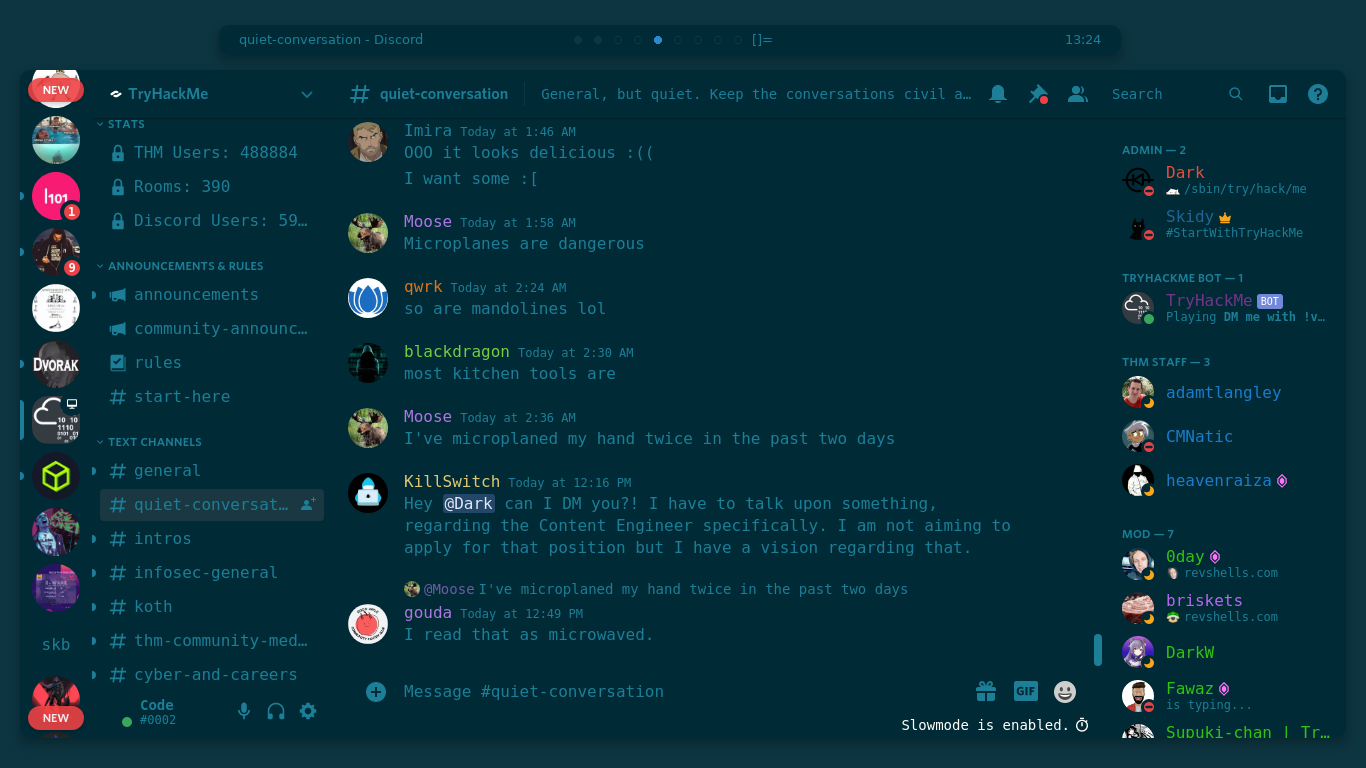 quiet-conversation - Discord
[]=
13:24
NEW
1
9
DVORAK
skb
NEW
TryHackMe
STATS
THM Users: 488884
Rooms: 390
Discord Users: 59…
ANNOUNCEMENTS & RULES
announcements
community-announc…
rules
start-here
TEXT CHANNELS
general
quiet-conversat…
intros
infosec-general
koth
thm-community-med…
cyber-and-careers
Code
#0002
quiet-conversation
General, but quiet. Keep the conversations civil a…
Search
Imira Today at 1:46 AM
OOO it looks delicious :((
I want some :[
Moose Today at 1:58 AM
Microplanes are dangerous
qwrk Today at 2:24 AM
so are mandolines lol
blackdragon Today at 2:30 AM
most kitchen tools are
Moose Today at 2:36 AM
I've microplaned my hand twice in the past two days
KillSwitch Today at 12:16 PM
Hey @Dark can I DM you?! I have to talk upon something,
regarding the Content Engineer specifically. I am not aiming to
apply for that position but I have a vision regarding that.
@Moose I've microplaned my hand twice in the past two days
gouda Today at 12:49 PM
I read that as microwaved.
Message #quiet-conversation
GIF
Slowmode is enabled.
ADMIN — 2
Dark
/sbin/try/hack/me
Skidy
#StartWithTryHackMe
TRYHACKME BOT — 1
TryHackMe BOT
Playing DM me with !v…
THM STAFF — 3
adamtlangley
CMNatic
heavenraiza
MOD — 7
0day
revshells.com
briskets
revshells.com
DarkW
Fawaz
is typing...
Supuki-chan | Tr…